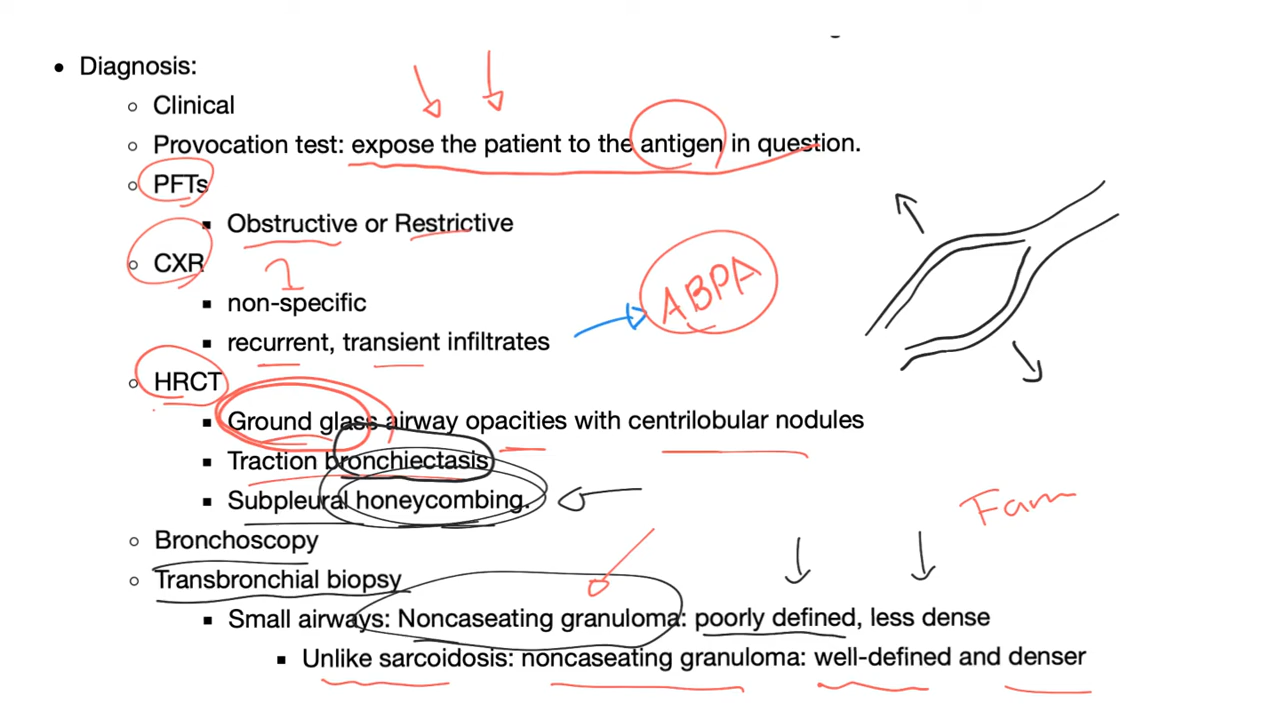 • Diagnosis:
○ Clinical
○ Provocation test: expose the patient to the antigen in question.
○ PFTs
▪ Obstructive or Restrictive
○ CXR
▪ non-specific
▪ recurrent, transient infiltrates
ABPA
○ HRCT
▪ Ground glass airway opacities with centrilobular nodules
▪ Traction bronchiectasis
▪ Subpleural honeycombing.
○ Bronchoscopy
○ Transbronchial biopsy
▪ Small airways: Noncaseating granuloma: poorly defined, less dense
▪ Unlike sarcoidosis: noncaseating granuloma: well-defined and denser